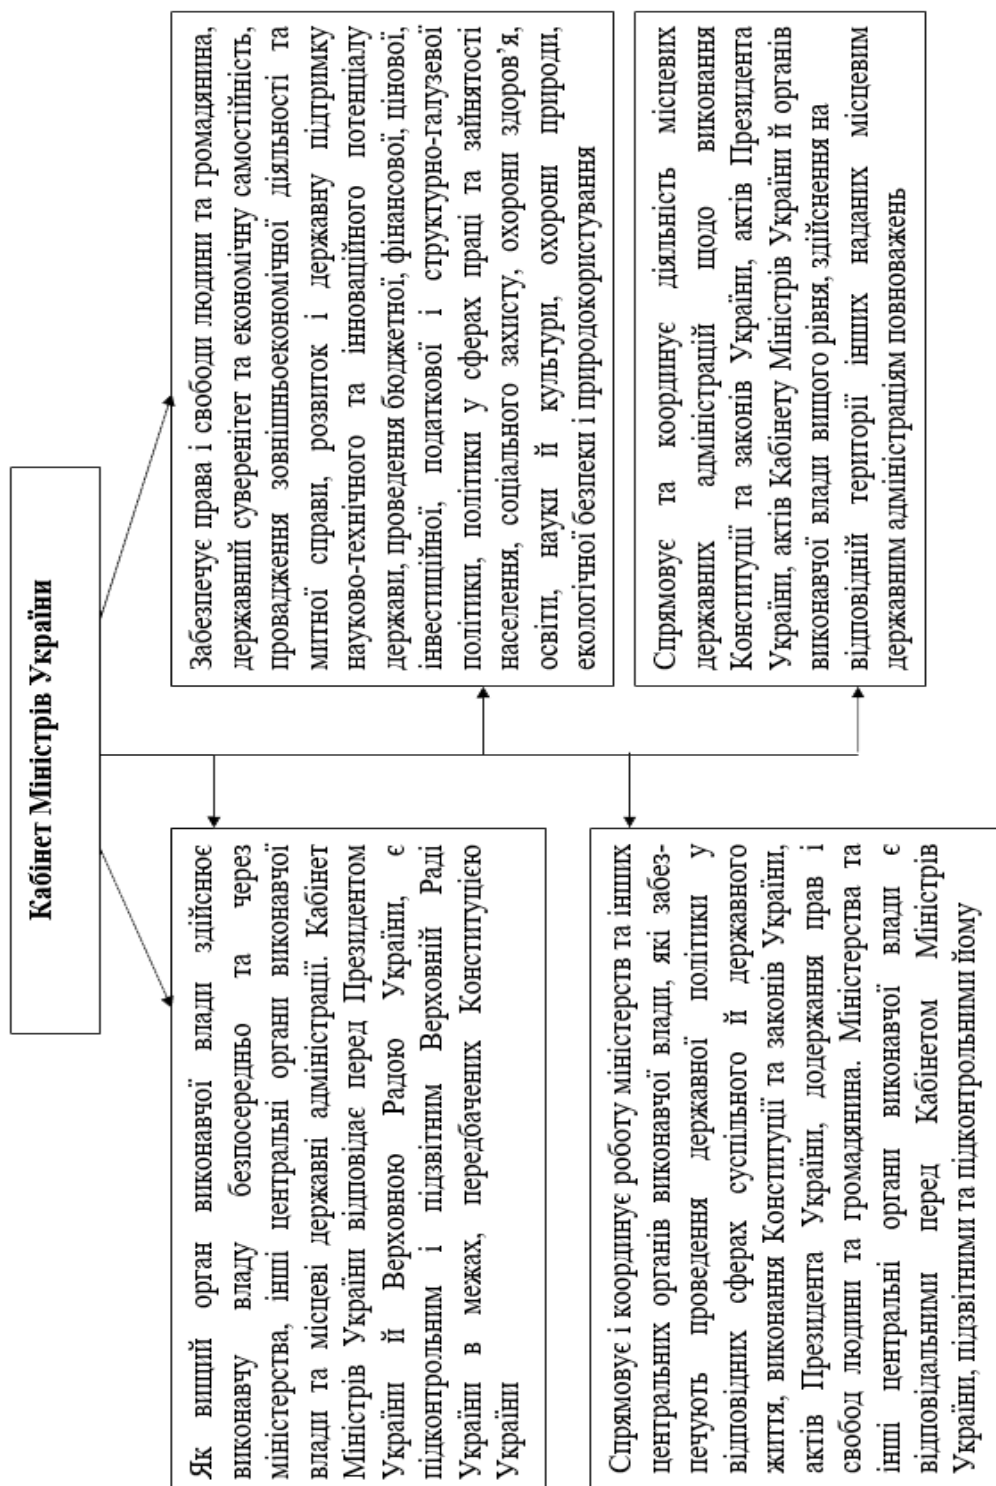 Кабінет Міністрів України
Як вищий орган виконавчої влади здійснює
виконавчу владу безпосередньо та через
міністерства, інші центральні органи виконавчої
влади та місцеві державні адміністрації. Кабінет
Міністрів України відповідає перед Президентом
України й Верховною Радою України, є
підконтрольним і підзвітним Верховній Раді
України в межах, передбачених Конституцією
України
Забезпечує права і свободи людини та громадянина,
державний суверенітет та економічну самостійність,
провадження зовнішньоекономічної діяльності та
митної справи, розвиток і державну підтримку
науково-технічного та інноваційного потенціалу
держави, проведення бюджетної, фінансової, цінової,
інвестиційної, податкової і структурно-галузевої
політики, політики у сферах праці та зайнятості
населення, соціального захисту, охорони здоров’я,
освіти, науки й культури, охорони природи,
екологічної безпеки і природокористування
Спрямовує і координує роботу міністерств та інших
центральних органів виконавчої влади, які забез-
печують проведення державної політики у
відповідних сферах суспільного й державного
життя, виконання Конституції та законів України,
актів Президента України, додержання прав і
свобод людини та громадянина. Міністерства та
інші центральні органи виконавчої влади є
відповідальними перед Кабінетом Міністрів
України, підзвітними та підконтрольними йому
Спрямовує та координує діяльність місцевих
державних адміністрацій щодо виконання
Конституції та законів України, актів Президента
України, актів Кабінету Міністрів України й органів
виконавчої влади вищого рівня, здійснення на
відповідній території інших наданих місцевим
державним адміністраціям повноважень